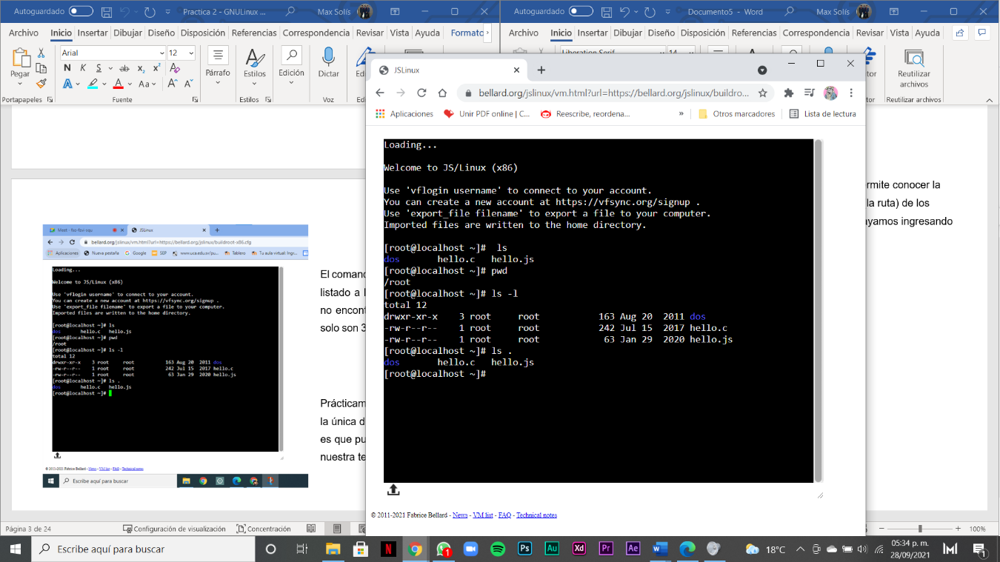 Autoguardado
Practica 2 - GNULinux ...
Max Solís
Archivo Inicio Insertar Dibujar Diseño Disposición Referencias Correspondencia Revisar Vista Ayuda Formato
Pegar
Arial
12
N K S ab x₂ x²
A A Aa A A
Párrafo
Estilos
Edición
Dictar
Portapapeles
Fuente
Estilos
Voz
Autoguardado
Documento5 - Word
Max Solís
Archivo Inicio Insertar Dibujar Diseño Disposición Referencias Correspondencia Revisar Vista Ayuda
Liberation Serif
14
Reutilizar
archivos
Reutilizar archivos
Meet - fxo-fsvi-squ
JSLinux
bellard.org/jslinux/vm.html?url=https://bellard.org/jslinux/buildroot-x86.cfg
Aplicaciones Nueva pestaña Google SEP www.uca.edu.sv/pu... Tablero Tu aula virtual: Ingr...
Loading...
Welcome to JS/Linux (x86)
Use 'vflogin username' to connect to your account.
You can create a new account at https://vfsync.org/signup .
Use 'export_file filename' to export a file to your computer.
Imported files are written to the home directory.
[root@localhost ~]# ls
dos hello.c hello.js
[root@localhost ~]# pwd
/root
[root@localhost ~]# ls -l
total 12
drwxr-xr-x 3 root root 163 Aug 20 2011 dos
-rw-r--r-- 1 root root 242 Jul 15 2017 hello.c
-rw-r--r-- 1 root root 63 Jan 29 2020 hello.js
[root@localhost ~]# ls .
dos hello.c hello.js
[root@localhost ~]#
© 2011-2021 Fabrice Bellard - News - VM list - FAQ - Technical notes
Escribe aquí para buscar
El comand
listado a l
no encont
solo son 3
Prácticam
la única d
es que pu
nuestra te
JSLinux
bellard.org/jslinux/vm.html?url=https://bellard.org/jslinux/buildro...
Aplicaciones Unir PDF online | C... Reescribe, reordena... » Otros marcadores Lista de lectura
Loading...
Welcome to JS/Linux (x86)
Use 'vflogin username' to connect to your account.
You can create a new account at https://vfsync.org/signup .
Use 'export_file filename' to export a file to your computer.
Imported files are written to the home directory.
[root@localhost ~]#  ls
dos hello.c hello.js
[root@localhost ~]# pwd
/root
[root@localhost ~]# ls -l
total 12
drwxr-xr-x 3 root root 163 Aug 20 2011 dos
-rw-r--r-- 1 root root 242 Jul 15 2017 hello.c
-rw-r--r-- 1 root root 63 Jan 29 2020 hello.js
[root@localhost ~]# ls .
dos hello.c hello.js
[root@localhost ~]#
© 2011-2021 Fabrice Bellard - News - VM list - FAQ - Technical notes
rmite conocer la
la ruta) de los
ayamos ingresando
Página 3 de 24
Configuración de visualización
Concentración
100%
Escribe aquí para buscar
N
1
Ps
Au
Xd
Pr
Ae
18°C
05:34 p. m.
28/09/2021
1